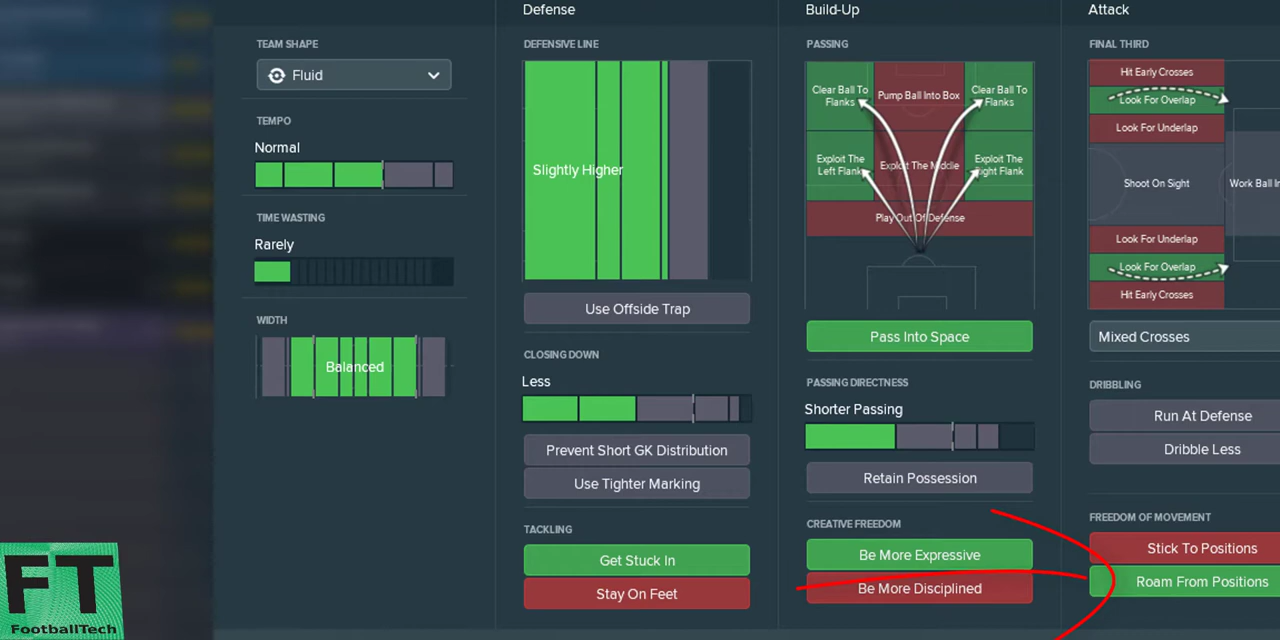 Defense
Build-Up
Attack
TEAM SHAPE
Fluid
TEMPO
Normal
TIME WASTING
Rarely
WIDTH
Balanced
DEFENSIVE LINE
Slightly Higher
Use Offside Trap
CLOSING DOWN
Less
Prevent Short GK Distribution
Use Tighter Marking
TACKLING
Get Stuck In
Stay On Feet
PASSING
Clear Ball To
Flanks
Pump Ball Into Box
Clear Ball To
Flanks
Exploit The
Left Flank
Exploit The Middle
Exploit The
Right Flank
Play Out Of Defense
Pass Into Space
PASSING DIRECTNESS
Shorter Passing
Retain Possession
CREATIVE FREEDOM
Be More Expressive
Be More Disciplined
FINAL THIRD
Hit Early Crosses
Look For Overlap
Look For Underlap
Shoot On Sight
Work Ball In
Look For Underlap
Look For Overlap
Hit Early Crosses
Mixed Crosses
DRIBBLING
Run At Defense
Dribble Less
FREEDOM OF MOVEMENT
Stick To Positions
Roam From Positions
FT
FootballTech